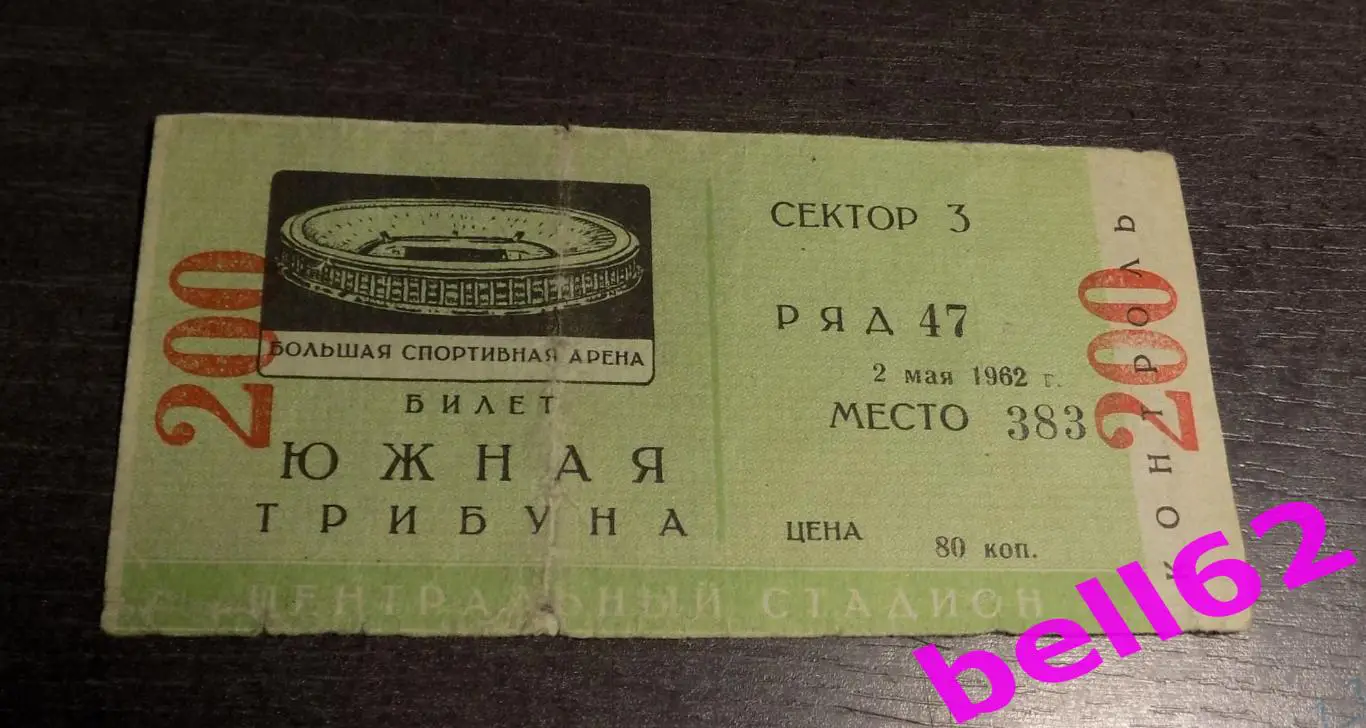 200
БОЛЬШАЯ СПОРТИВНАЯ АРЕНА
БИЛЕТ
ЮЖНАЯ
ТРИБУНА
ЦЕНТРАЛЬНЫЙ СТАДИОН
СЕКТОР 3
РЯД 47
2 мая 1962 г.
МЕСТО 383
ЦЕНА 80 коп.
200
КОНТРОЛЬ
bell62